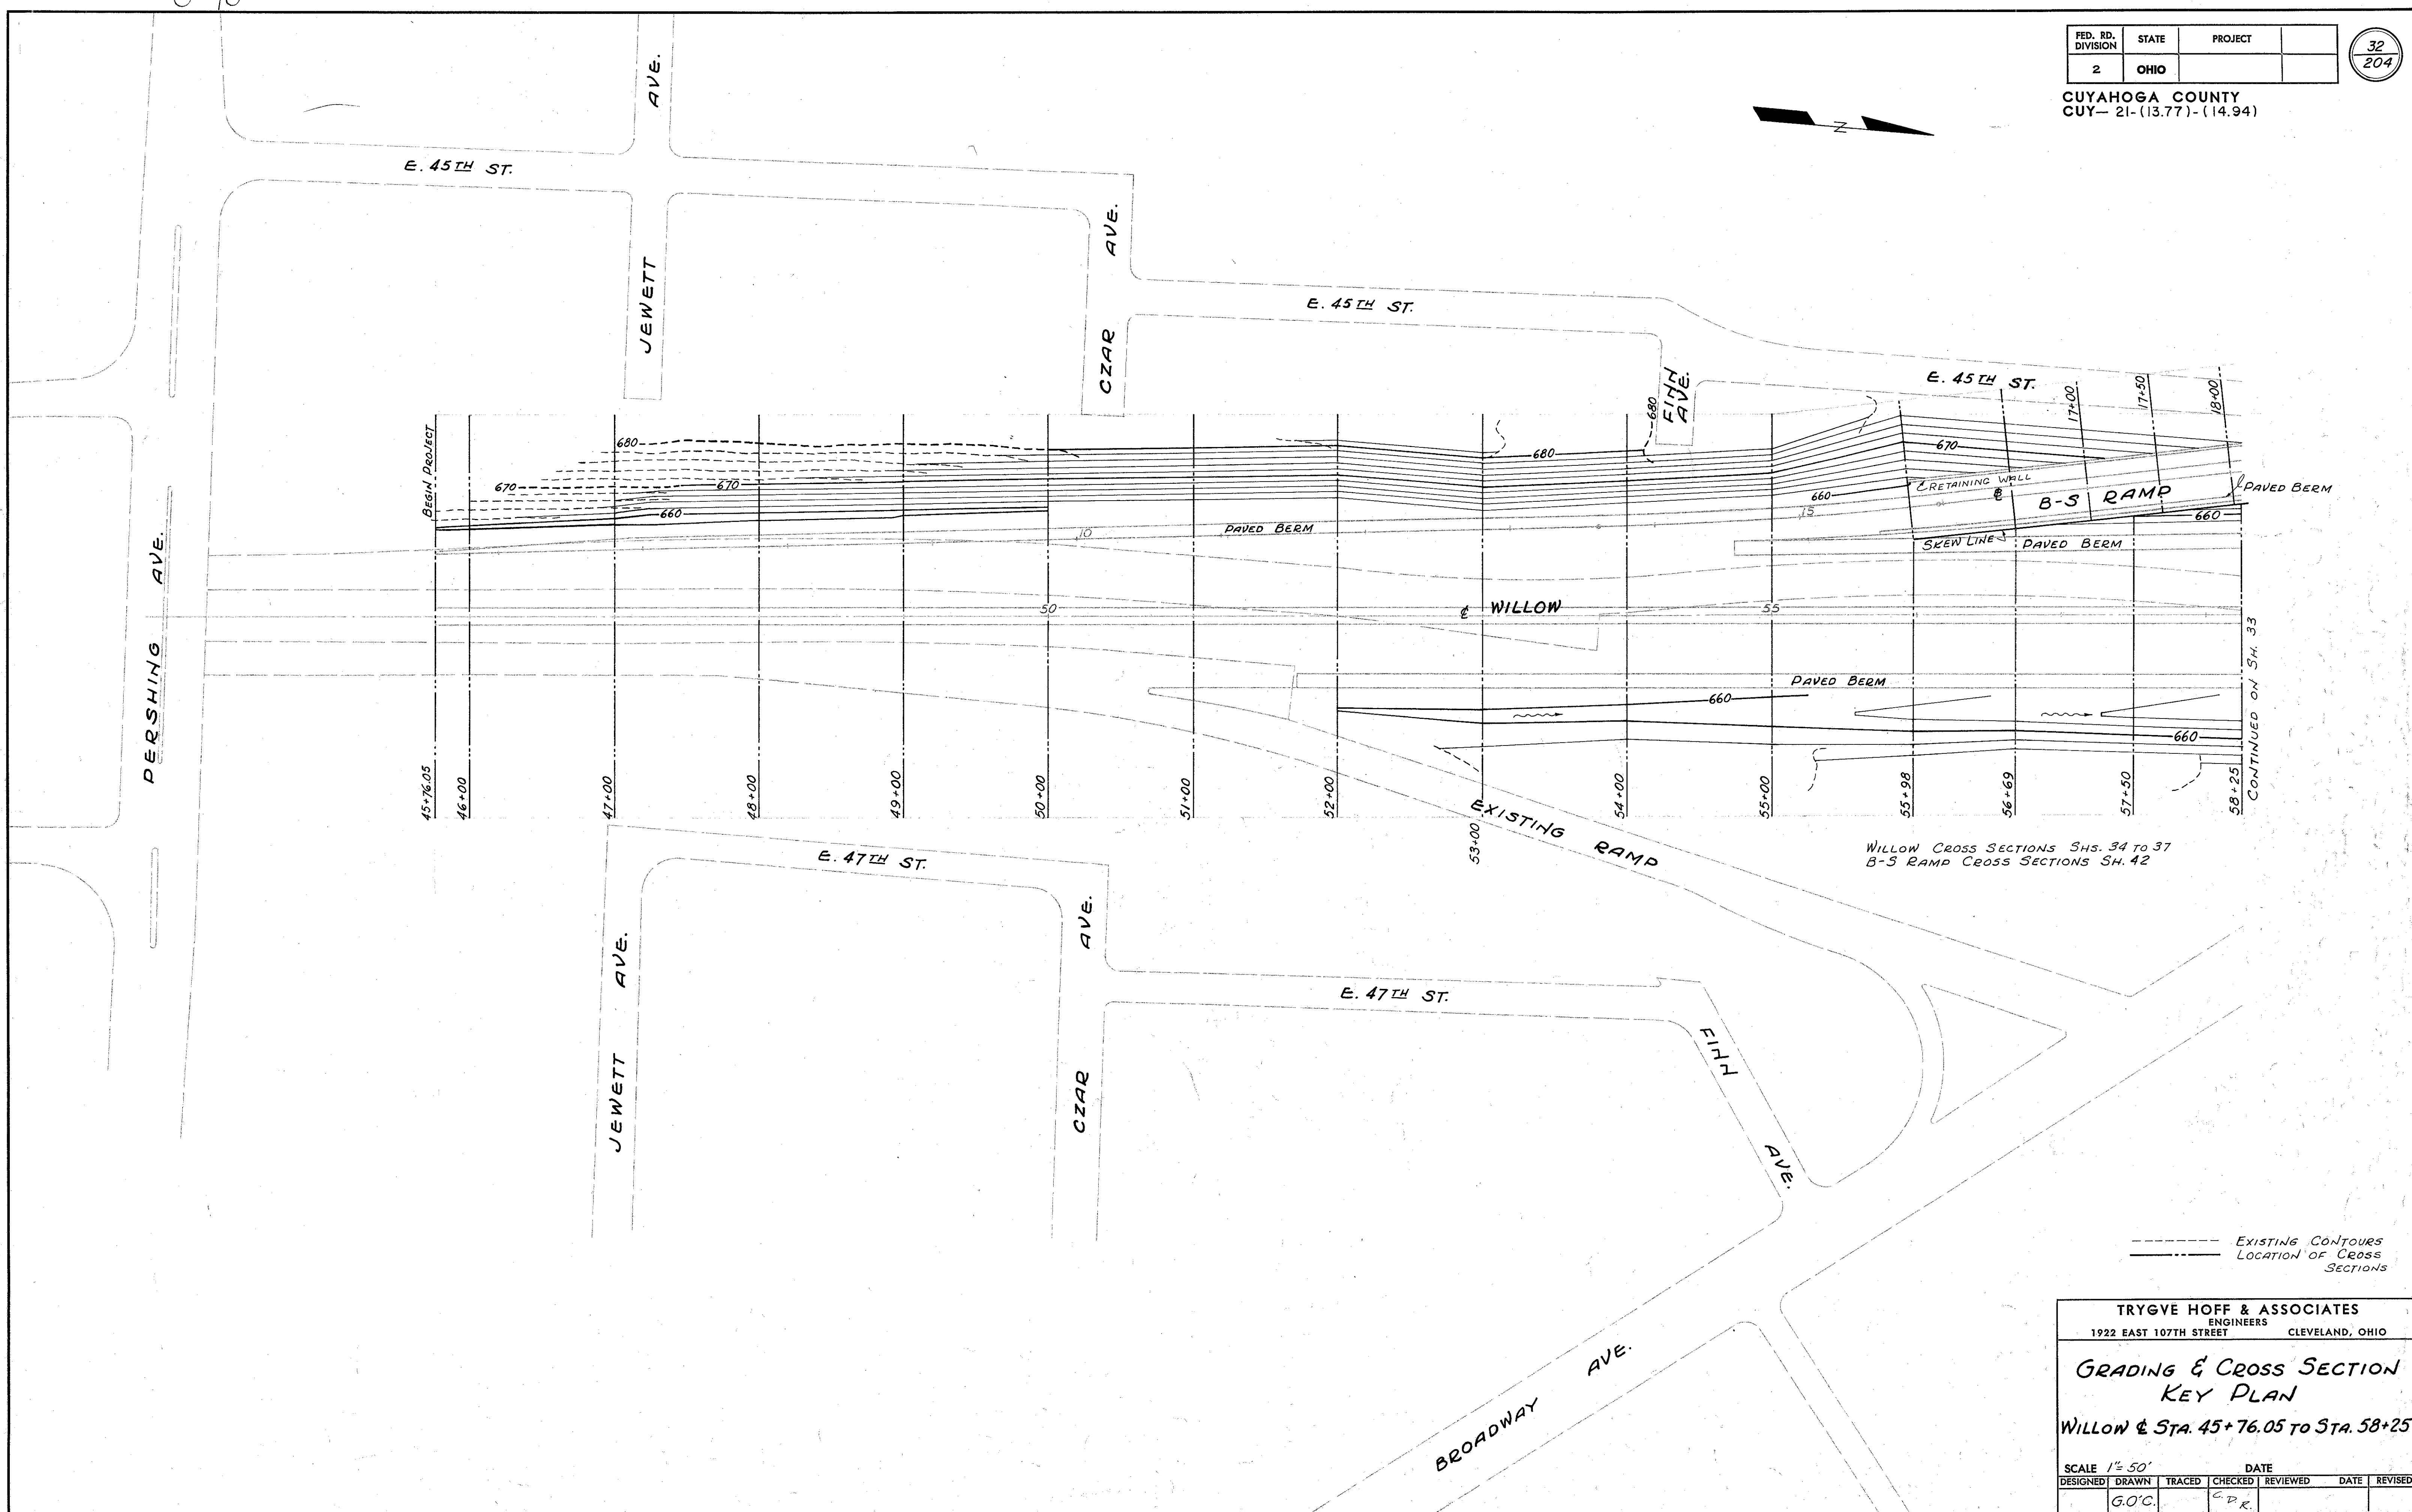 FED. RD. DIVISION STATE PROJECT
2 OHIO
32
204
CUYAHOGA COUNTY
CUY— 21-(13.77)-(14.94)
N
AVE.
E. 45TH ST.
JEWETT
AVE.
CZAR
E. 45TH ST.
FINN AVE.
E. 45TH ST.
17+00
17+50
18+00
BEGIN PROJECT
680
680
680
670
670
670
660
660
℄ RETAINING WALL
℄
B-S RAMP
PAVED BERM
660
10
PAVED BERM
15
SKEW LINE
PAVED BERM
50
℄ WILLOW
55
PERSHING AVE.
PAVED BERM
660
660
CONTINUED ON SH. 33
45+76.05
46+00
47+00
48+00
49+00
50+00
51+00
52+00
53+00
54+00
55+00
55+98
56+69
57+50
58+25
EXISTING RAMP
WILLOW CROSS SECTIONS SHS. 34 TO 37
B-S RAMP CROSS SECTIONS SH. 42
E. 47TH ST.
JEWETT AVE.
CZAR AVE.
E. 47TH ST.
FINN AVE.
BROADWAY AVE.
EXISTING CONTOURS
LOCATION OF CROSS
SECTIONS
TRYGVE HOFF & ASSOCIATES
ENGINEERS
1922 EAST 107TH STREET CLEVELAND, OHIO
GRADING & CROSS SECTION
KEY PLAN
WILLOW ℄ STA. 45+76.05 TO STA. 58+25
SCALE 1"=50' DATE
DESIGNED DRAWN TRACED CHECKED REVIEWED DATE REVISED
G.O'C. C.D.R.